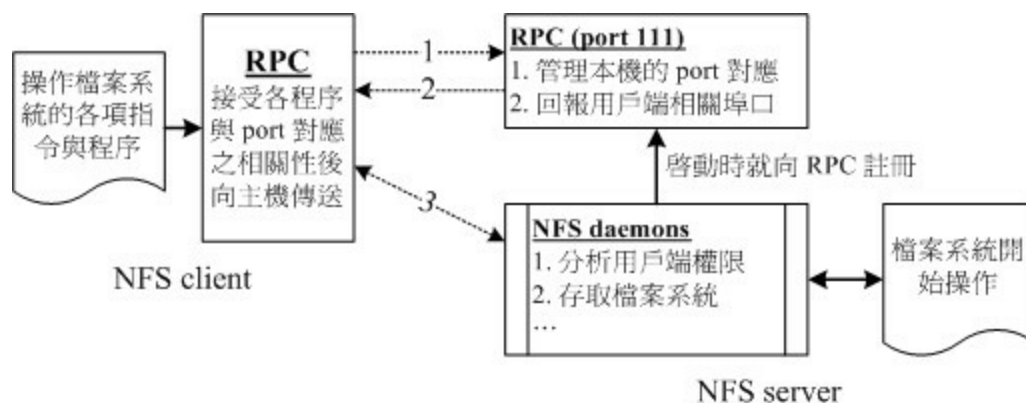 操作檔案系
統的各項指
令與程序
RPC
接受各程序
與 port 對應
之相關性後
向主機傳送
NFS client
1
2
3
RPC (port 111)
1. 管理本機的 port 對應
2. 回報用戶端相關埠口
啓動時就向 RPC 註冊
NFS daemons
1. 分析用戶端權限
2. 存取檔案系統
…
檔案系統開
始操作
NFS server